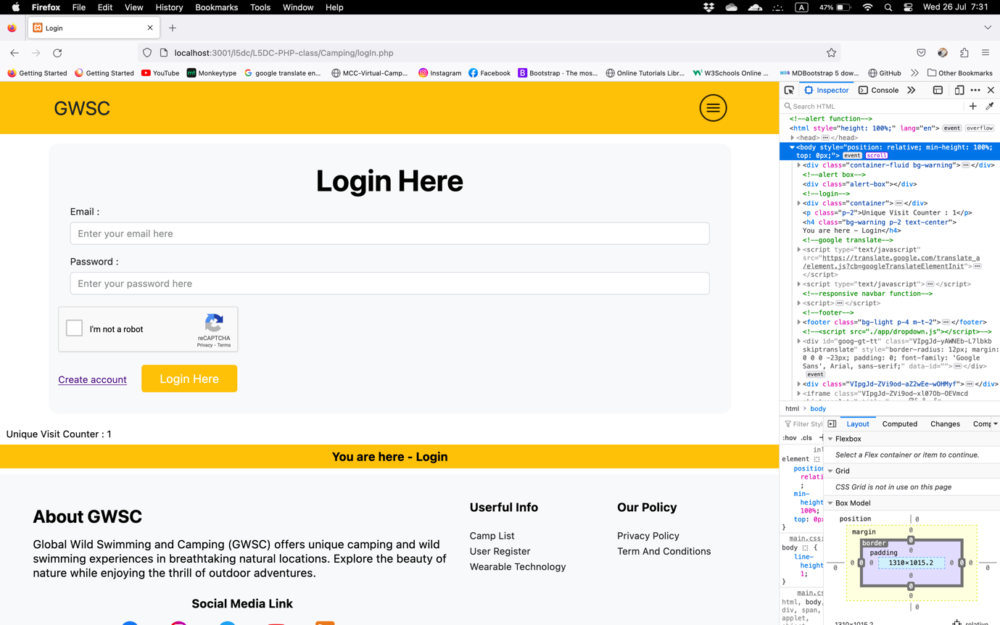 Firefox File Edit View History Bookmarks Tools Window Help A 47% Wed 26 Jul 7:31
Login
localhost:3001/l5dc/L5DC-PHP-class/Camping/logIn.php
Getting Started Getting Started YouTube mt Monkeytype google translate en... MCC-Virtual-Camp... Instagram Facebook B Bootstrap · The mos... Online Tutorials Libr... W3Schools Online ... MDB MDBootstrap 5 dow... GitHub Other Bookmarks
GWSC
Login Here
Email :
Enter your email here
Password :
Enter your password here
I'm not a robot
reCAPTCHA
Privacy - Terms
Create account Login Here
Unique Visit Counter : 1
You are here - Login
About GWSC
Global Wild Swimming and Camping (GWSC) offers unique camping and wild
swimming experiences in breathtaking natural locations. Explore the beauty of
nature while enjoying the thrill of outdoor adventures.
Social Media Link
Userful Info
Camp List
User Register
Wearable Technology
Our Policy
Privacy Policy
Term And Conditions
Inspector Console
Search HTML
<!--alert function-->
<html style="height: 100%;" lang="en"> event overflow
<head> </head>
<body style="position: relative; min-height: 100%;
top: 0px;"> event scroll
<div class="container-fluid bg-warning"> </div>
<!--alert box-->
<div class="alert-box"></div>
<!--login-->
<div class="container"> </div>
<p class="p-2">Unique Visit Counter : 1</p>
<h4 class="bg-warning p-2 text-center">
You are here - Login</h4>
<!--google translate-->
<script type="text/javascript"
src="https://translate.google.com/translate_a
/element.js?cb=googleTranslateElementInit">
</script>
<script type="text/javascript"> </script>
<!--responsive navbar function-->
<script> </script>
<!--footer-->
<footer class="bg-light p-4 m-t-2"> </footer>
<!--<script src="./app/dropdown.js"></script>-->
<div id="goog-gt-tt" class="VIpgJd-yAWNEb-L7lbkb
skiptranslate" style="border-radius: 12px; margin:
0 0 0 -23px; padding: 0; font-family: 'Google
Sans', Arial, sans-serif;" data-id=""> </div>
event
<div class="VIpgJd-ZVi9od-aZ2wEe-wOHMyf"> </div>
<iframe class="VIpgJd-ZVi9od-xl07Ob-OEVmcd
html > body
Filter Styl
:hov .cls +
element
position
relati
;
min-
height
100%;
top: 0px
}
main.css:
body {
line-
height
1;
}
main.cs
html, body,
div, span,
applet,
Layout Computed Changes Comp
Flexbox
Select a Flex container or item to continue.
Grid
CSS Grid is not in use on this page
Box Model
position 0
margin 0
border 0
padding 0
0 0 0 0 1310×1015.2 0 0 0 0
0
0
0
0
1310×1015.2 relative